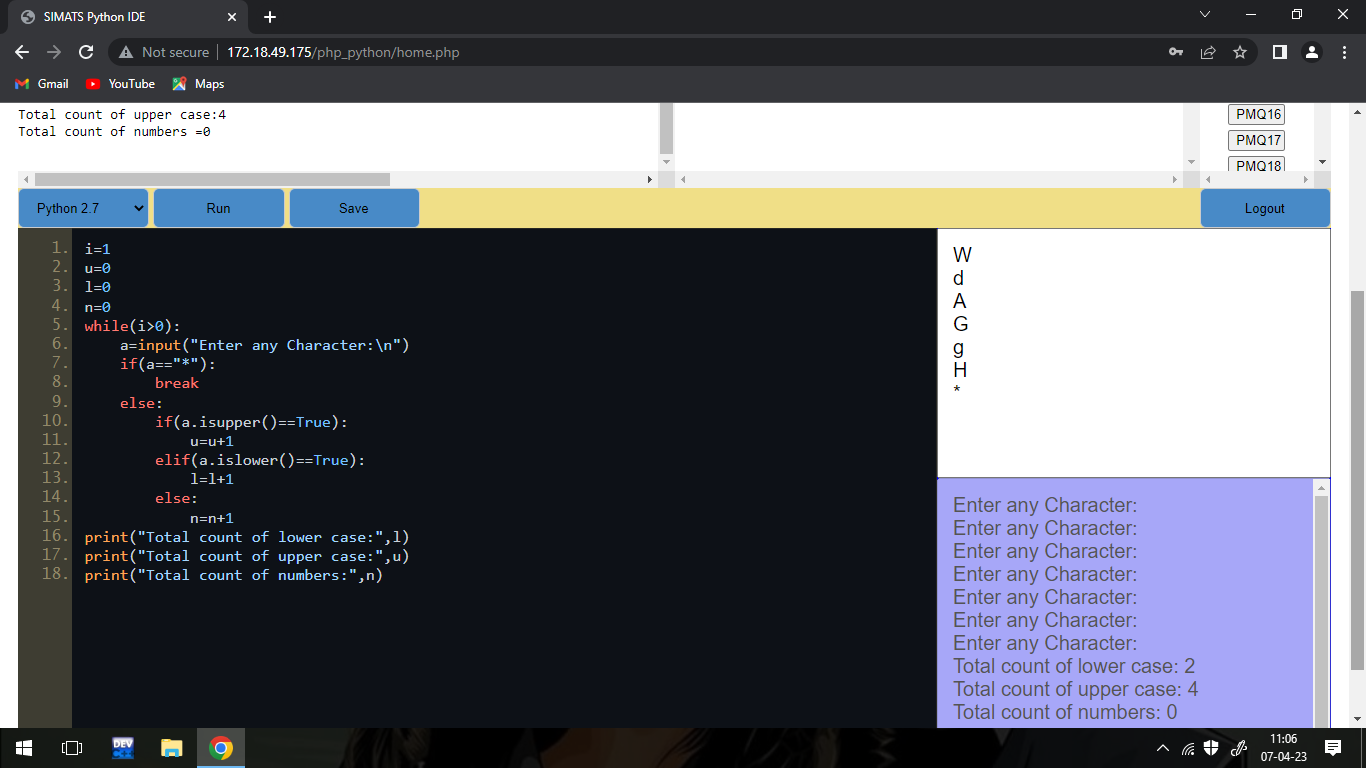 SIMATS Python IDE
Not secure 172.18.49.175/php_python/home.php
Gmail YouTube Maps
Total count of upper case:4
Total count of numbers =0
PMQ16
PMQ17
PMQ18
Python 2.7 Run Save Logout
1. i=1
2. u=0
3. l=0
4. n=0
5. while(i>0):
6.     a=input("Enter any Character:\n")
7.     if(a=="*"):
8.         break
9.     else:
10.         if(a.isupper()==True):
11.             u=u+1
12.         elif(a.islower()==True):
13.             l=l+1
14.         else:
15.             n=n+1
16. print("Total count of lower case:",l)
17. print("Total count of upper case:",u)
18. print("Total count of numbers:",n)
W
d
A
G
g
H
*
Enter any Character:
Enter any Character:
Enter any Character:
Enter any Character:
Enter any Character:
Enter any Character:
Enter any Character:
Total count of lower case: 2
Total count of upper case: 4
Total count of numbers: 0
DEV
C++
11:06
07-04-23